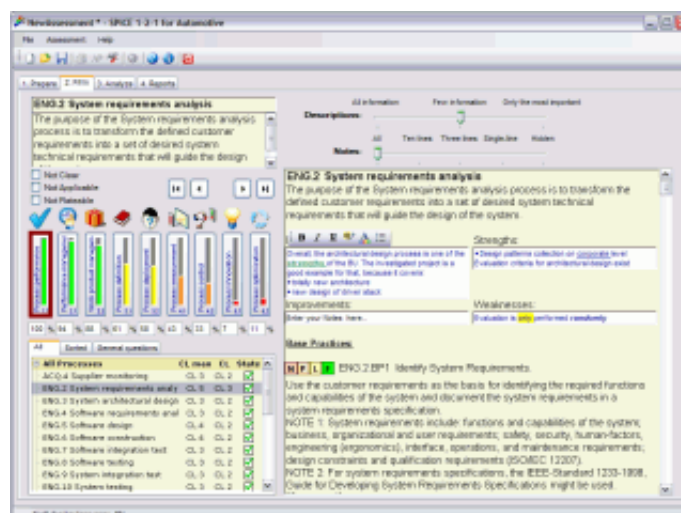 NewAssessment * - SPICE 1-2-1 for Automotive
File Assessment Help
1. Prepare 2. Rate 3. Analyze 4. Reports
ENG.2 System requirements analysis
The purpose of the System requirements analysis
process is to transform the defined customer
requirements into a set of desired system
technical requirements that will guide the design
Not Clear
Not Applicable
Not Rateable
All information Few information Only the most important
Descriptions:
All Ten lines Three lines Single line Hidden
Notes:
ENG.2 System requirements analysis
The purpose of the System requirements analysis process is to transform the
defined customer requirements into a set of desired system technical
requirements that will guide the design of the system.
B I
Strengths:
Overall the architectural design process is one of the
strengths of the BU. The investigated project is a
good example for that, because it covers:
• totally new architecture
• new design of driver stack
• Design patterns collection on corporate level
Evaluation criteria for architectural design exist
Improvements:
Enter your Notes here..
Weaknesses:
Evaluation is only performed randomly
Base Practices:
N P L F ENG.2.BP1 Identify System Requirements.
Use the customer requirements as the basis for identifying the required functions
and capabilities of the system and document the system requirements in a
system requirements specification.
NOTE 1: System requirements include: functions and capabilities of the system;
business, organizational and user requirements; safety, security, human-factors,
engineering (ergonomics), interface, operations, and maintenance requirements;
design constraints and qualification requirements (ISO/IEC 12207).
NOTE 2: For system requirements specifications, the IEEE-Standard 1233-1998,
Guide for Developing System Requirements Specifications might be used.
All Sorted General questions
All Processes CL max CL State
ACQ.4 Supplier monitoring CL 3 CL 2
ENG.2 System requirements analy CL 5 CL 3
ENG.3 System architectural design CL 3 CL 2
ENG.4 Software requirements anal CL 3 CL 2
ENG.5 Software design CL 4 CL 2
ENG.6 Software construction CL 4 CL 2
ENG.7 Software integration test CL 3 CL 2
ENG.8 Software testing CL 3 CL 2
ENG.9 System integration test CL 3 CL 2
ENG.10 System testing CL 3 CL 2